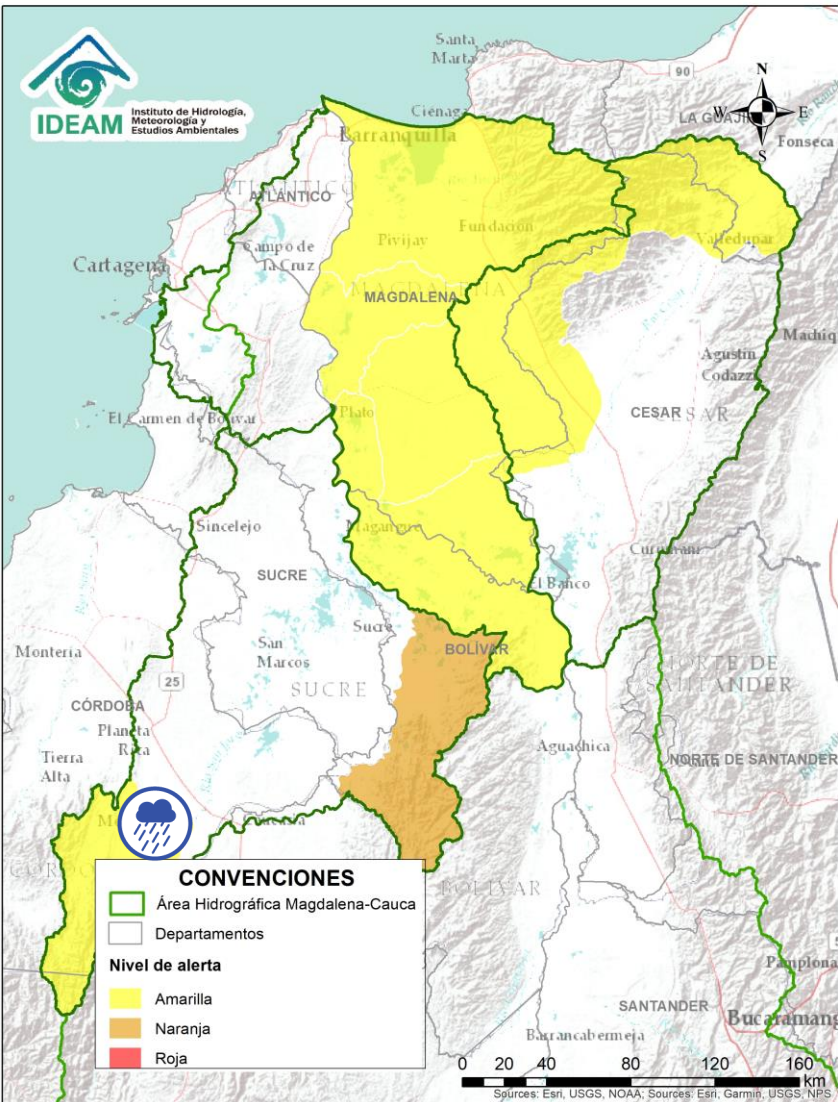 IDEAM
Instituto de Hidrología,
Meteorología y
Estudios Ambientales
Santa
Marta
90
N
W
E
S
Ciénaga
LA GUAJIRA
Fonseca
Barranquilla
ATLÁNTICO
ATLÁNTICO
Fundación
Pivijay
Valledupar
Campo de
la Cruz
Cartagena
MAGDALENA
MAGDALENA
Agustín
Codazzi
El Carmen de Bolívar
Plato
CESAR
CESAR
Sincelejo
Magangué
Curumaní
SUCRE
El Banco
Sucre
Montería
San
Marcos
BOLÍVAR
NORTE DE
SANTANDER
SUCRE
25
CÓRDOBA
Planeta
Rica
Tierra
Alta
Aguachica
NORTE DE SANTANDER
BOLÍVAR
CONVENCIONES
Área Hidrográfica Magdalena-Cauca
Departamentos
Nivel de alerta
Amarilla
Naranja
Roja
Pamplona
SANTANDER
Barrancabermeja
0 20 40 80 120 160
km
Sources: Esri, USGS, NOAA; Sources: Esri, Garmin, USGS, NPS